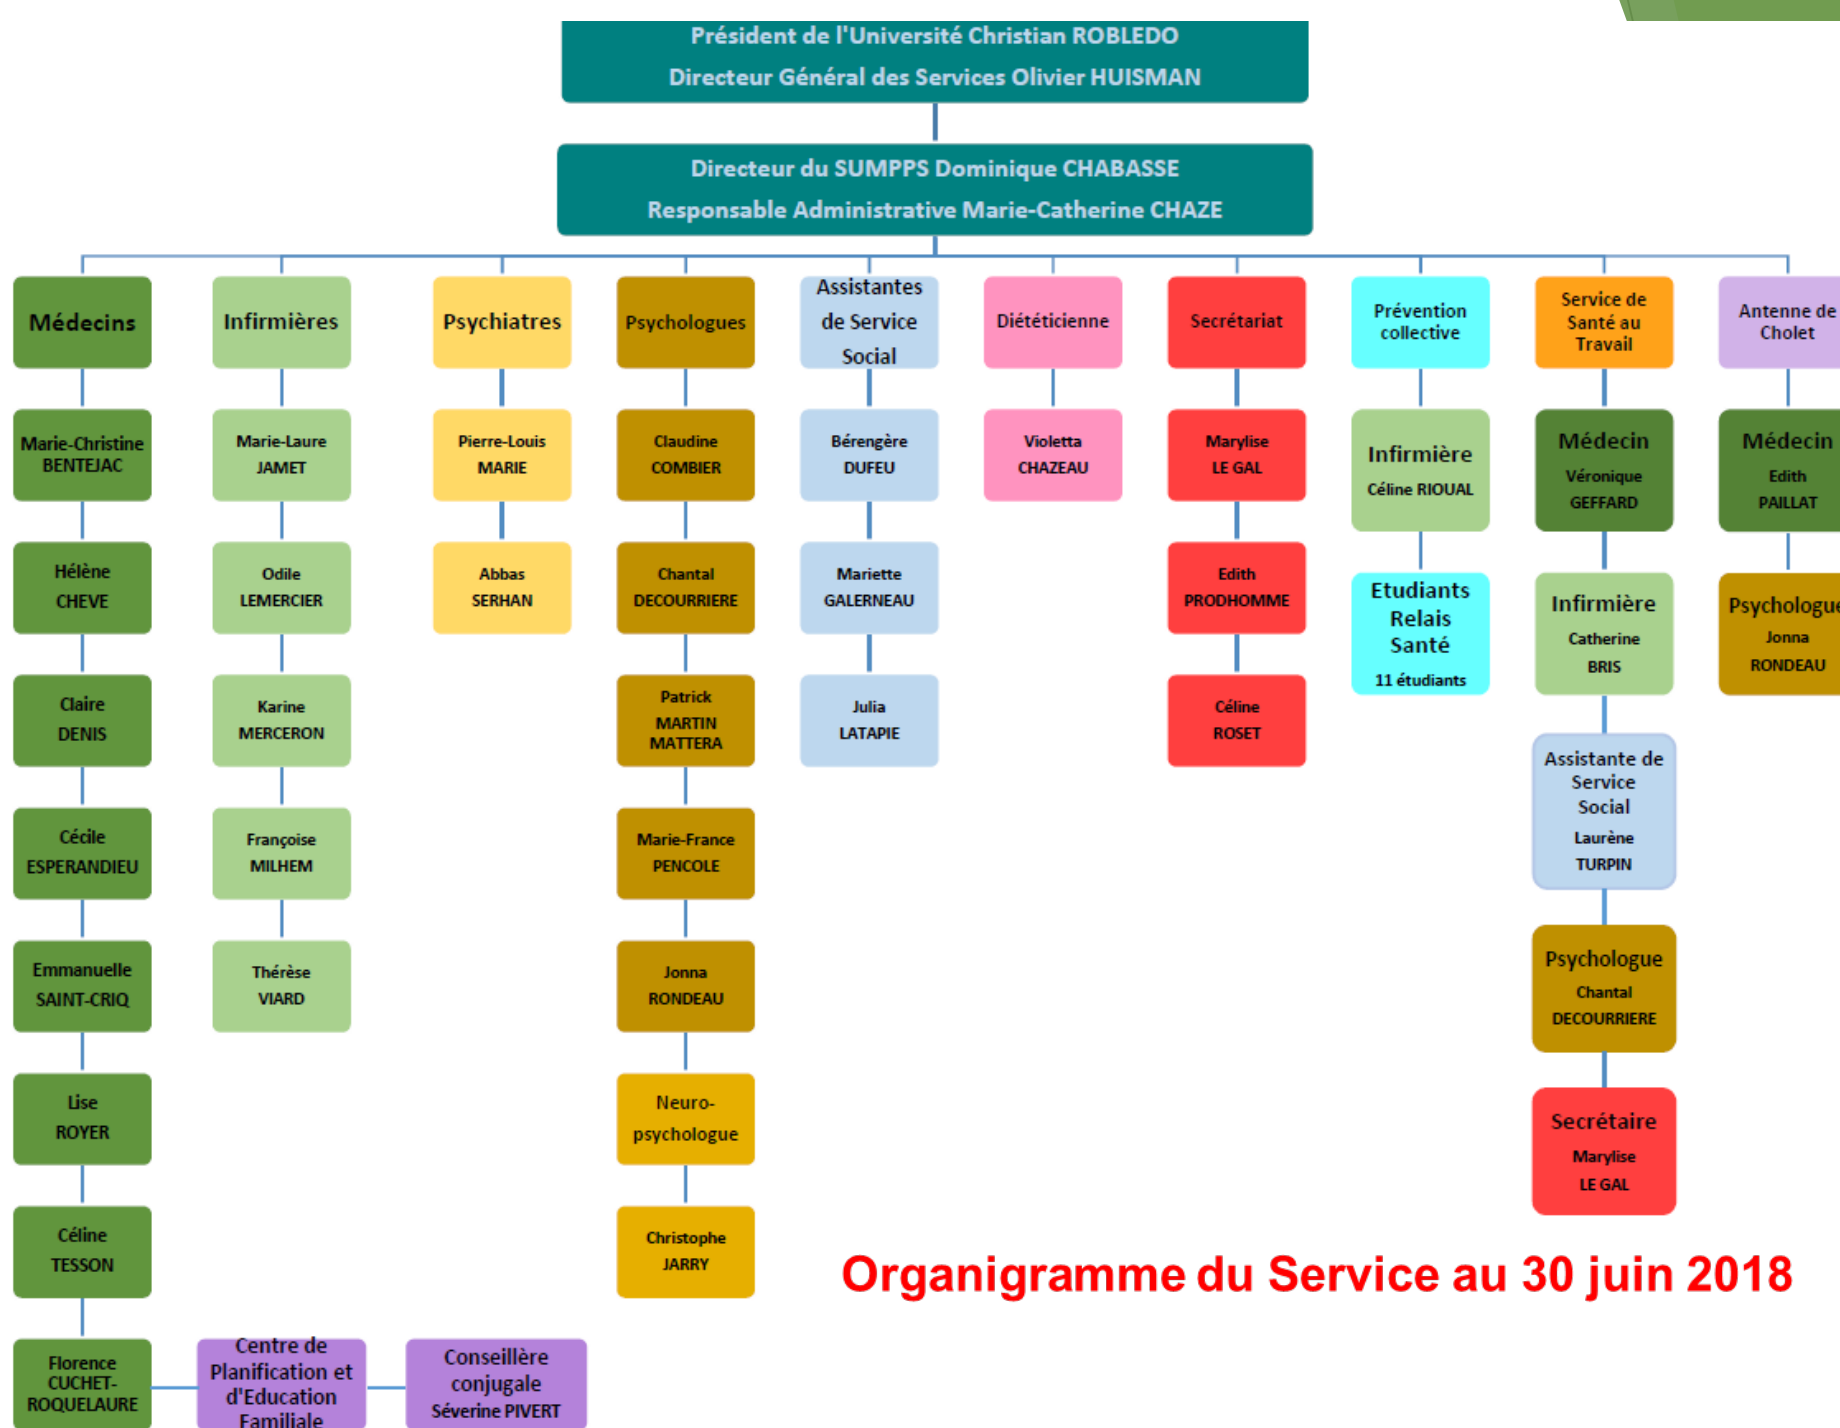 Président de l'Université Christian ROBLEDO
Directeur Général des Services Olivier HUISMAN
Directeur du SUMPPS Dominique CHABASSE
Responsable Administrative Marie-Catherine CHAZE
Médecins
Marie-Christine
BENTEJAC
Hélène
CHEVE
Claire
DENIS
Cécile
ESPERANDIEU
Emmanuelle
SAINT-CRIQ
Lise
ROYER
Céline
TESSON
Florence
CUCHET-
ROQUELAURE
Centre de
Planification et
d'Education
Familiale
Conseillère
conjugale
Séverine PIVERT
Infirmières
Marie-Laure
JAMET
Odile
LEMERCIER
Karine
MERCERON
Françoise
MILHEM
Thérèse
VIARD
Psychiatres
Pierre-Louis
MARIE
Abbas
SERHAN
Psychologues
Claudine
COMBIER
Chantal
DECOURRIERE
Patrick
MARTIN
MATTERA
Marie-France
PENCOLE
Jonna
RONDEAU
Neuro-
psychologue
Christophe
JARRY
Assistantes
de Service
Social
Bérengère
DUFEU
Mariette
GALERNEAU
Julia
LATAPIE
Diététicienne
Violetta
CHAZEAU
Secrétariat
Marylise
LE GAL
Edith
PRODHOMME
Céline
ROSET
Prévention
collective
Infirmière
Céline RIOUAL
Etudiants
Relais
Santé
11 étudiants
Service de
Santé au
Travail
Médecin
Véronique
GEFFARD
Infirmière
Catherine
BRIS
Assistante de
Service
Social
Laurène
TURPIN
Psychologue
Chantal
DECOURRIERE
Secrétaire
Marylise
LE GAL
Antenne de
Cholet
Médecin
Edith
PAILLAT
Psychologue
Jonna
RONDEAU
Organigramme du Service au 30 juin 2018